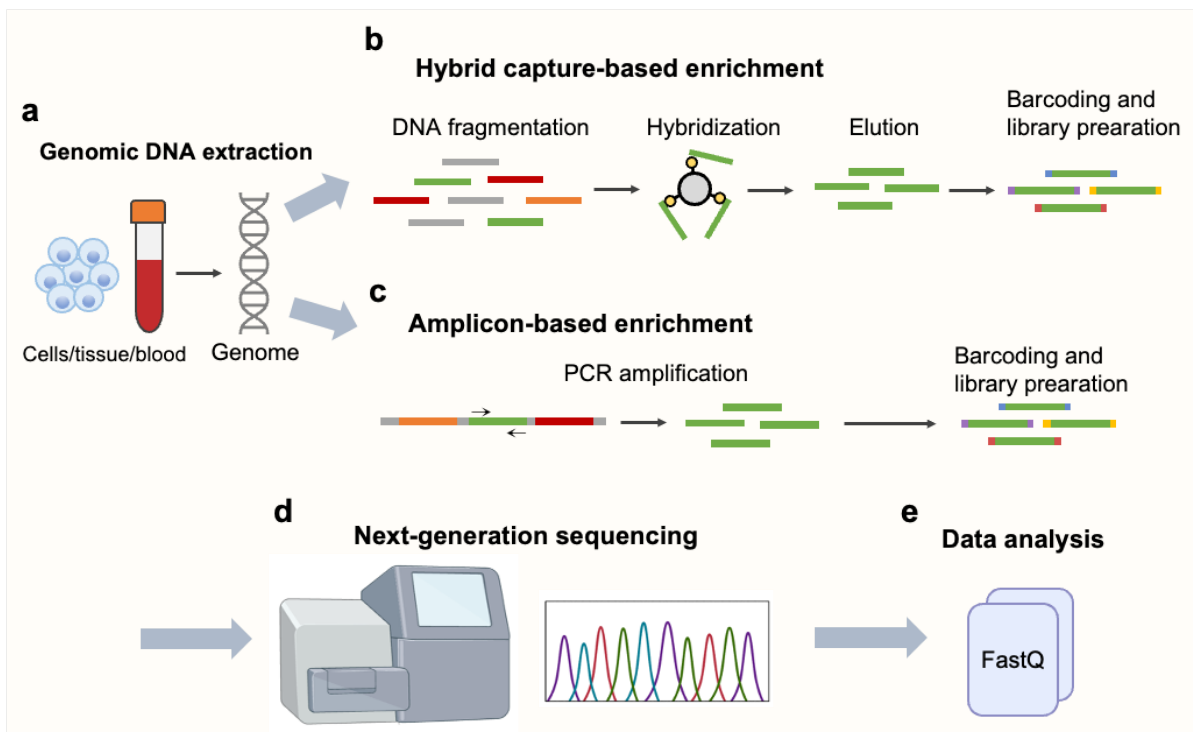 a
Genomic DNA extraction
Cells/tissue/blood
Genome
b
Hybrid capture-based enrichment
DNA fragmentation
Hybridization
Elution
Barcoding and
library prearation
c
Amplicon-based enrichment
PCR amplification
Barcoding and
library prearation
d
Next-generation sequencing
e
Data analysis
FastQ